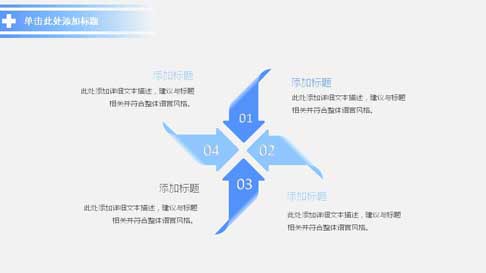 单击此处添加标题
添加标题
此处添加详细文本描述，建议与标题
相关并符合整体语言风格。
添加标题
此处添加详细文本描述，建议与标题
相关并符合整体语言风格。
01
04
02
03
添加标题
此处添加详细文本描述，建议与标题
相关并符合整体语言风格。
添加标题
此处添加详细文本描述，建议与标题
相关并符合整体语言风格。